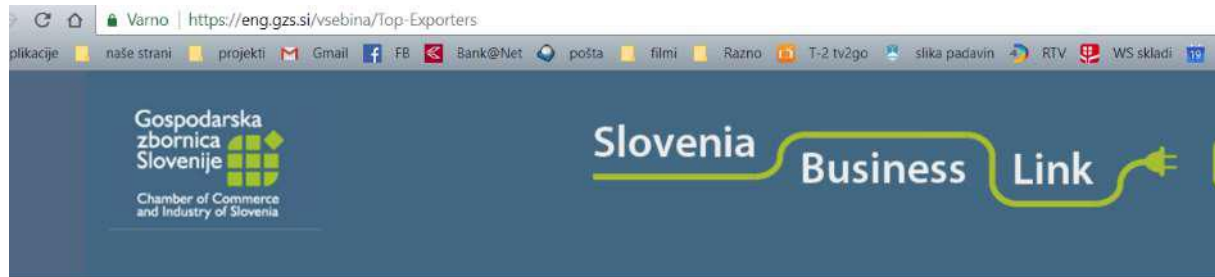 Varno | https://eng.gzs.si/vsebina/Top-Exporters
plikacije naše strani projekti Gmail FB Bank@Net pošta filmi Razno T-2 tv2go slika padavin RTV WS skladi 19
Gospodarska
zbornica
Slovenije
Chamber of Commerce
and Industry of Slovenia
Slovenia
Business
Link